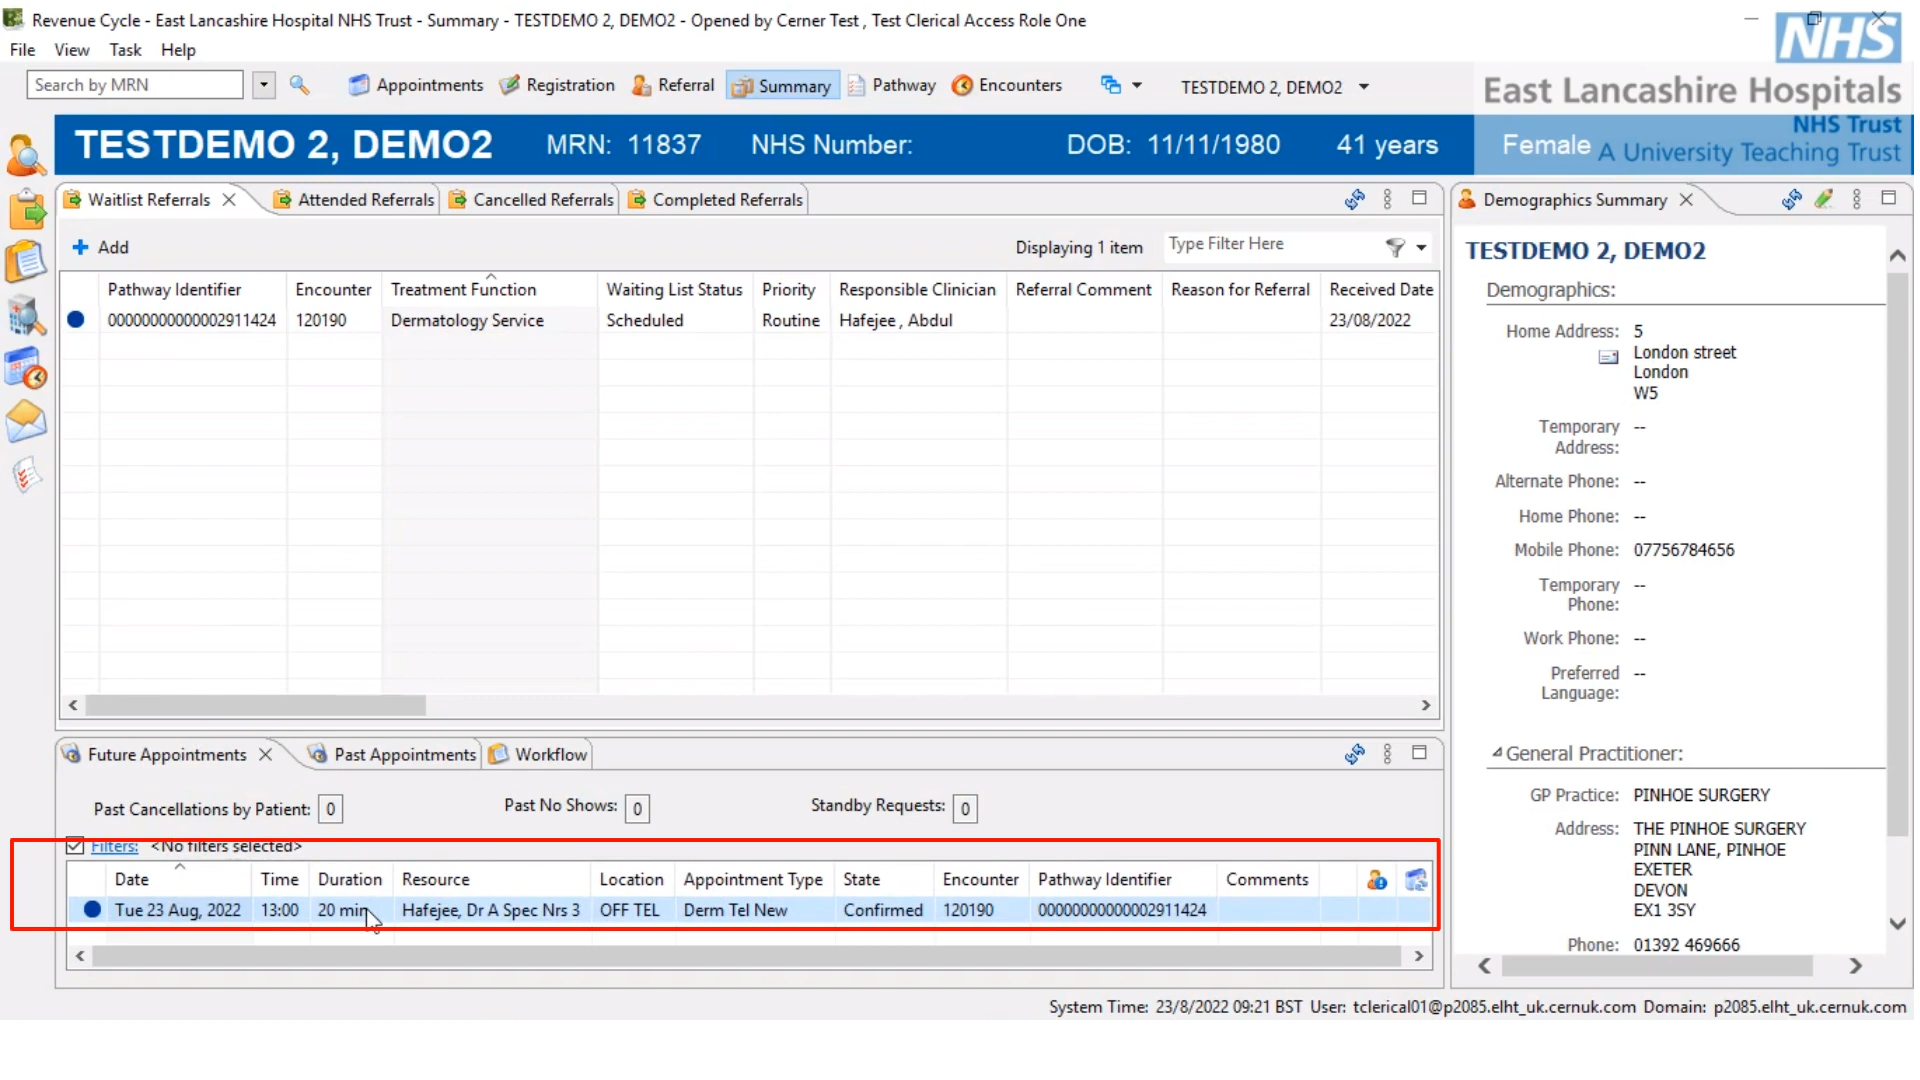 Revenue Cycle - East Lancashire Hospital NHS Trust - Summary - TESTDEMO 2, DEMO2 - Opened by Cerner Test , Test Clerical Access Role One
NHS
File View Task Help
Search by MRN Appointments Registration Referral Summary Pathway Encounters TESTDEMO 2, DEMO2
East Lancashire Hospitals
NHS Trust
A University Teaching Trust
TESTDEMO 2, DEMO2 MRN: 11837 NHS Number: DOB: 11/11/1980 41 years Female
Waitlist Referrals Attended Referrals Cancelled Referrals Completed Referrals
Add Displaying 1 item Type Filter Here
Pathway Identifier Encounter Treatment Function Waiting List Status Priority Responsible Clinician Referral Comment Reason for Referral Received Date
00000000000002911424 120190 Dermatology Service Scheduled Routine Hafejee , Abdul 23/08/2022
Future Appointments Past Appointments Workflow
Past Cancellations by Patient: 0 Past No Shows: 0 Standby Requests: 0
Filters: <No filters selected>
Date Time Duration Resource Location Appointment Type State Encounter Pathway Identifier Comments
Tue 23 Aug, 2022 13:00 20 min Hafejee, Dr A Spec Nrs 3 OFF TEL Derm Tel New Confirmed 120190 00000000000002911424
Demographics Summary
TESTDEMO 2, DEMO2
Demographics:
Home Address: 5
London street
London
W5
Temporary Address: --
Alternate Phone: --
Home Phone: --
Mobile Phone: 07756784656
Temporary Phone: --
Work Phone: --
Preferred Language: --
General Practitioner:
GP Practice: PINHOE SURGERY
Address: THE PINHOE SURGERY
PINN LANE, PINHOE
EXETER
DEVON
EX1 3SY
Phone: 01392 469666
System Time: 23/8/2022 09:21 BST User: tclerical01@p2085.elht_uk.cernuk.com Domain: p2085.elht_uk.cernuk.com